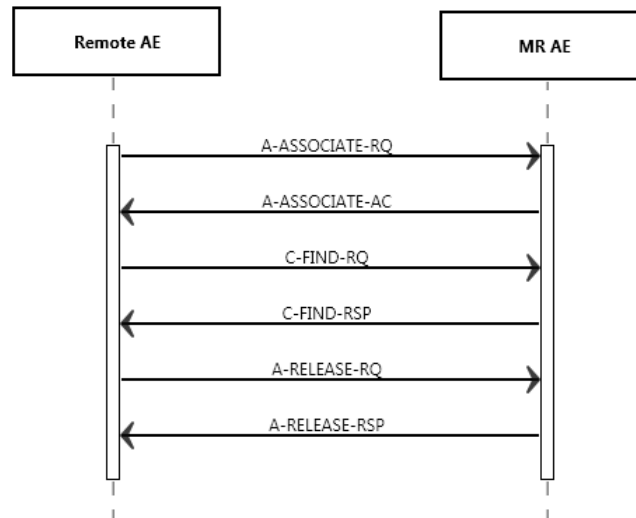 Remote AE
MR AE
A-ASSOCIATE-RQ
A-ASSOCIATE-AC
C-FIND-RQ
C-FIND-RSP
A-RELEASE-RQ
A-RELEASE-RSP